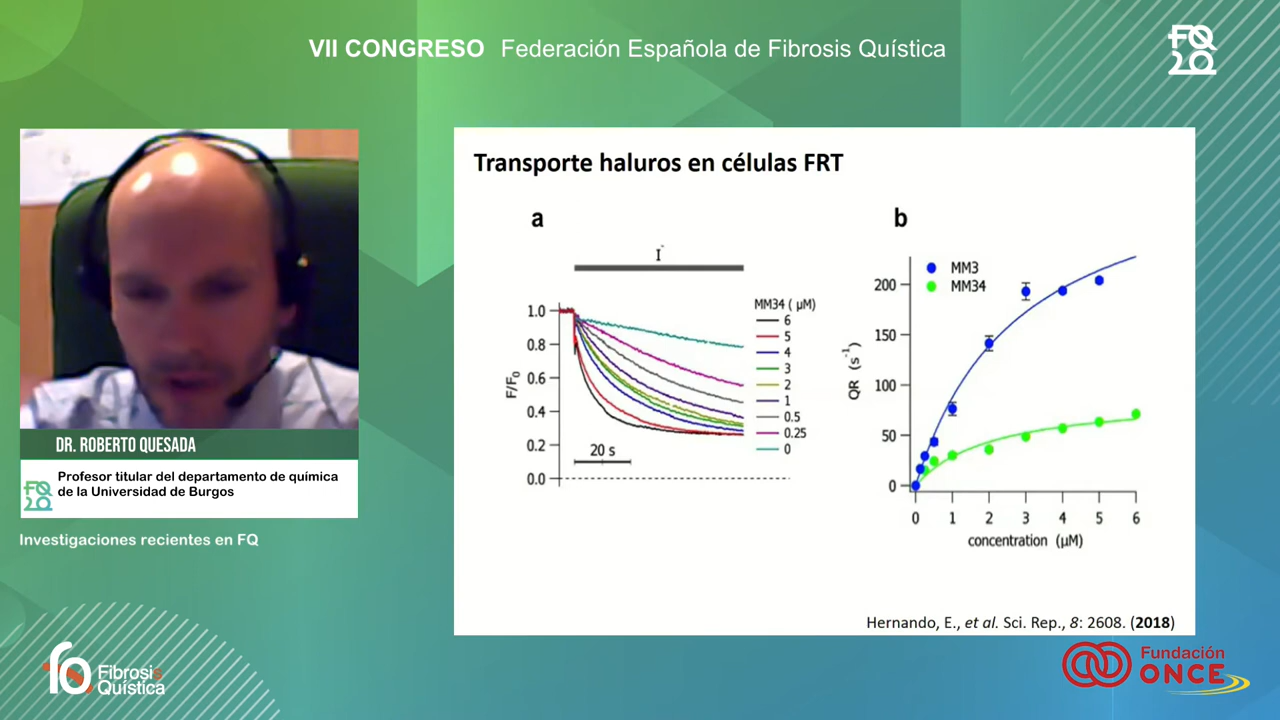 VII CONGRESO Federación Española de Fibrosis Quística
FQ
20
DR. ROBERTO QUESADA
FQ
20
Profesor titular del departamento de química
de la Universidad de Burgos
Investigaciones recientes en FQ
Transporte haluros en células FRT
a
I-
1.0
0.8
0.6
0.4
0.2
0.0
F/F0
20 s
MM34 ( µM)
6
5
4
3
2
1
0.5
0.25
0
b
MM3
MM34
200
150
100
50
0
QR (s-1)
0 1 2 3 4 5 6
concentration (µM)
Hernando, E., et al. Sci. Rep., 8: 2608. (2018)
Fibrosis
Quística
Fundación
ONCE